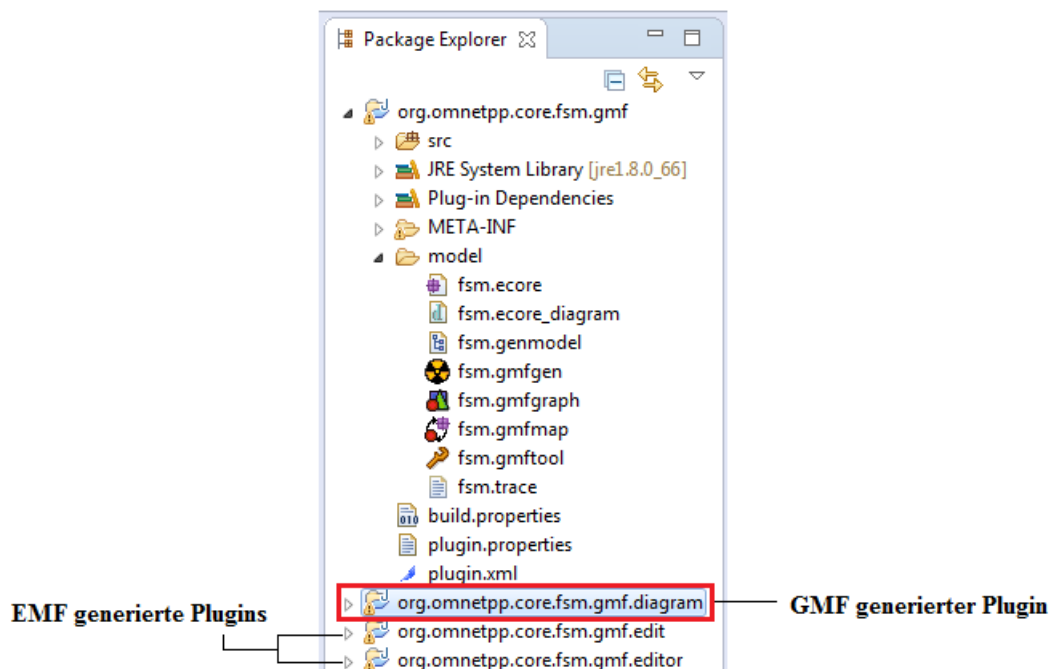 Package Explorer
org.omnetpp.core.fsm.gmf
src
JRE System Library [jre1.8.0_66]
Plug-in Dependencies
META-INF
model
fsm.ecore
fsm.ecore_diagram
fsm.genmodel
fsm.gmfgen
fsm.gmfgraph
fsm.gmfmap
fsm.gmftool
fsm.trace
build.properties
plugin.properties
plugin.xml
org.omnetpp.core.fsm.gmf.diagram
GMF generierter Plugin
EMF generierte Plugins
org.omnetpp.core.fsm.gmf.edit
org.omnetpp.core.fsm.gmf.editor